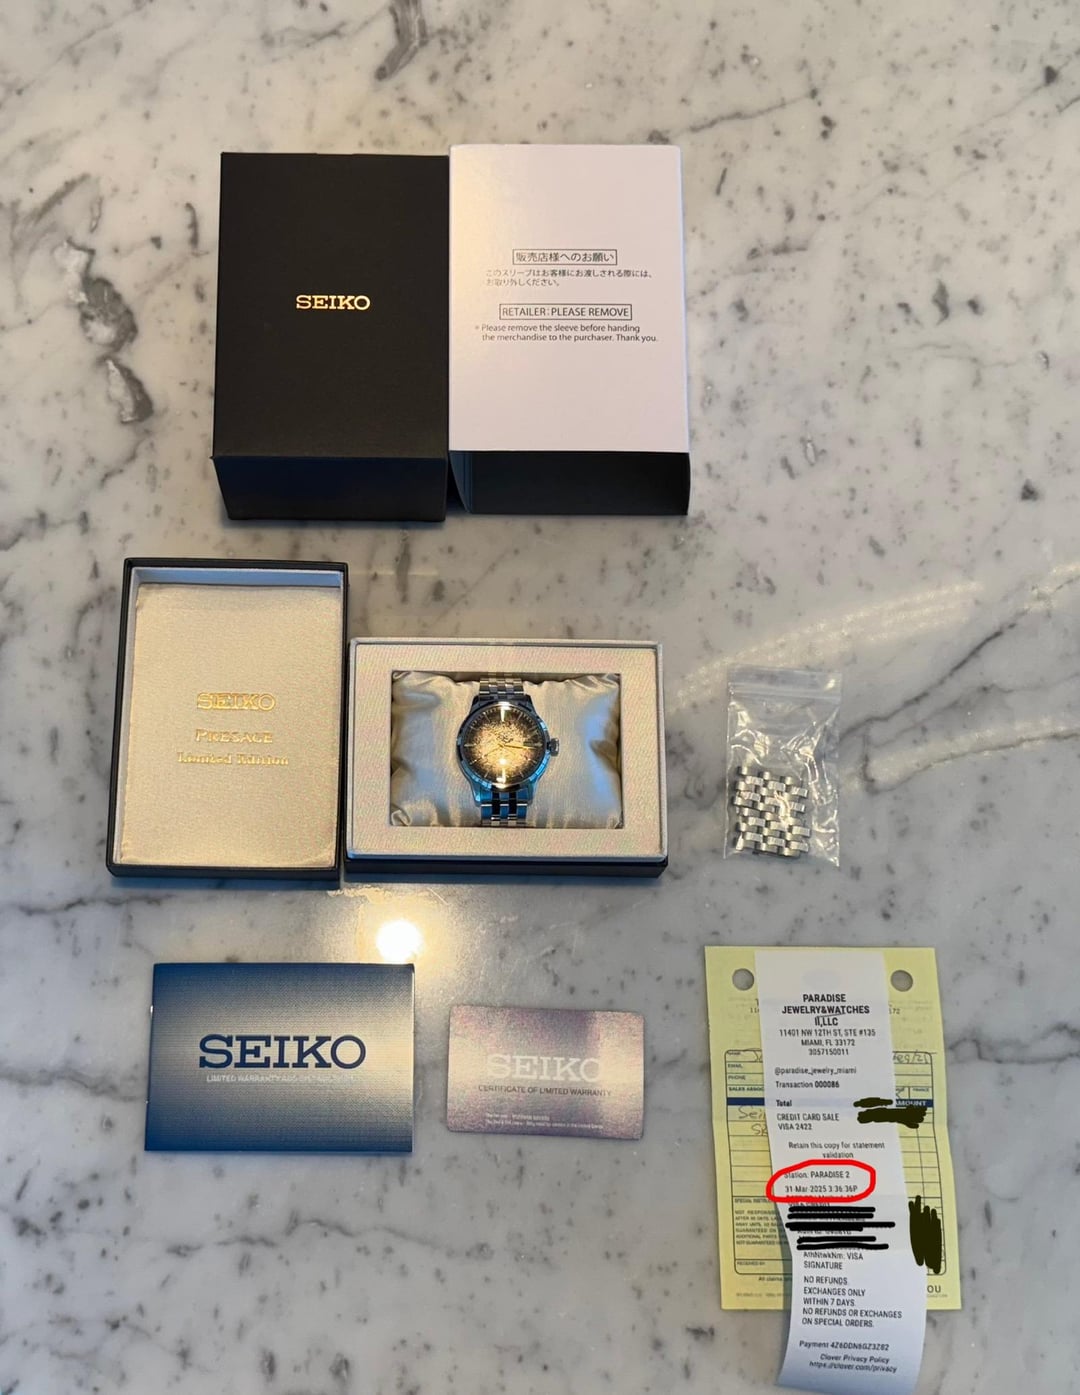 SEIKO
販売店様へのお願い
このスリーブはお客様にお渡しされる際には、
お取り外しください。
RETAILER:PLEASE REMOVE
* Please remove the sleeve before handing
the merchandise to the purchaser. Thank you.
SEIKO
PRESAGE
Limited Edition
SEIKO
LIMITED WARRANTY
SEIKO
CERTIFICATE OF LIMITED WARRANTY
PARADISE
JEWELRY&WATCHES
II,LLC
11401 NW 12TH ST, STE #135
MIAMI, FL 33172
3057150011
@paradise_jewelry_miami
Transaction 000086
Total
CREDIT CARD SALE
VISA 2422
Retain this copy for statement
validation
Station: PARADISE 2
31-Mar-2025 3:36:36P
AthNtwkNm: VISA
SIGNATURE
NO REFUNDS.
EXCHANGES ONLY
WITHIN 7 DAYS.
NO REFUNDS OR EXCHANGES
ON SPECIAL ORDERS.
Payment 4Z6DDN6GZ3Z82
Clover Privacy Policy
https://clover.com/privacy
EMAIL
PHONE
AMOUNT